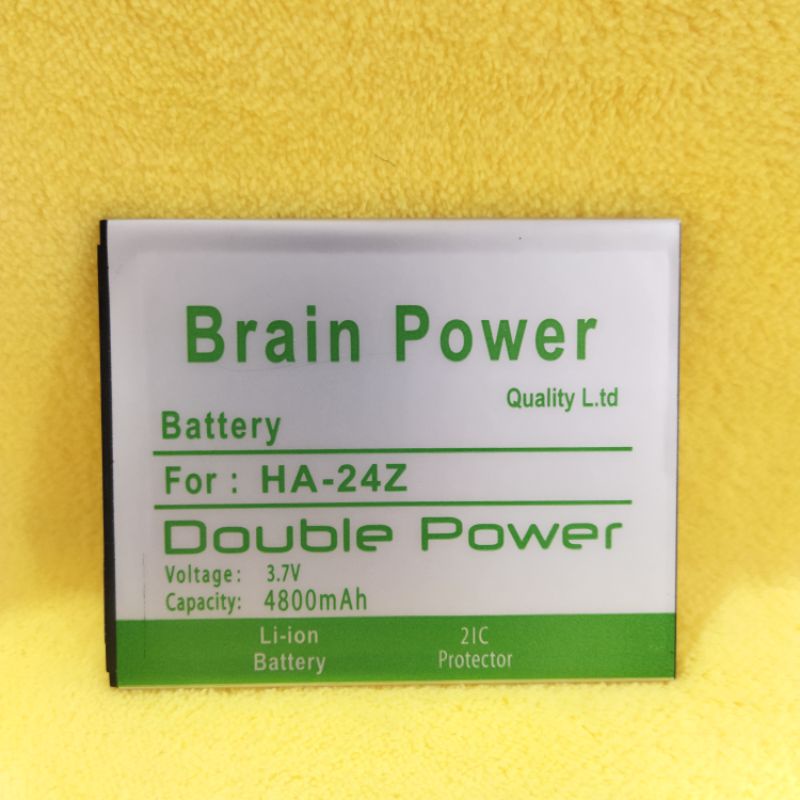 Brain Power
Quality L.td
Battery
For : HA-24Z
Double Power
Voltage: 3.7V
Capacity: 4800mAh
Li-ion Battery
2IC Protector